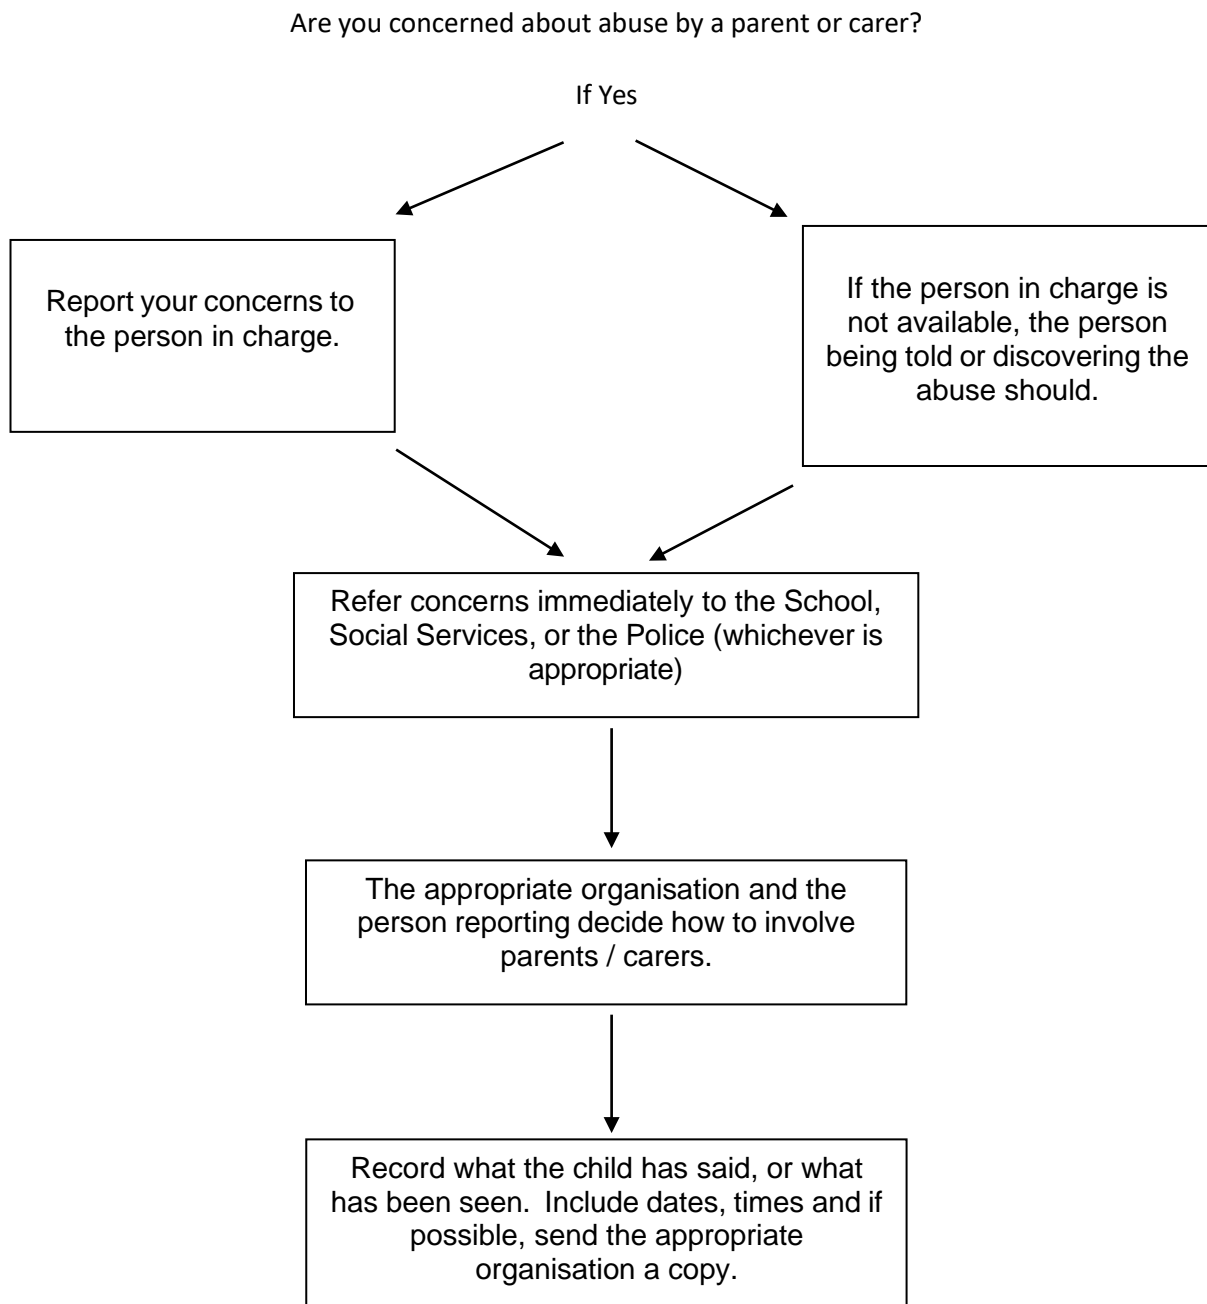 Are you concerned about abuse by a parent or carer?
If Yes
Report your concerns to
the person in charge.
If the person in charge is
not available, the person
being told or discovering the
abuse should.
Refer concerns immediately to the School,
Social Services, or the Police (whichever is
appropriate)
The appropriate organisation and the
person reporting decide how to involve
parents / carers.
Record what the child has said, or what
has been seen.  Include dates, times and if
possible, send the appropriate
organisation a copy.